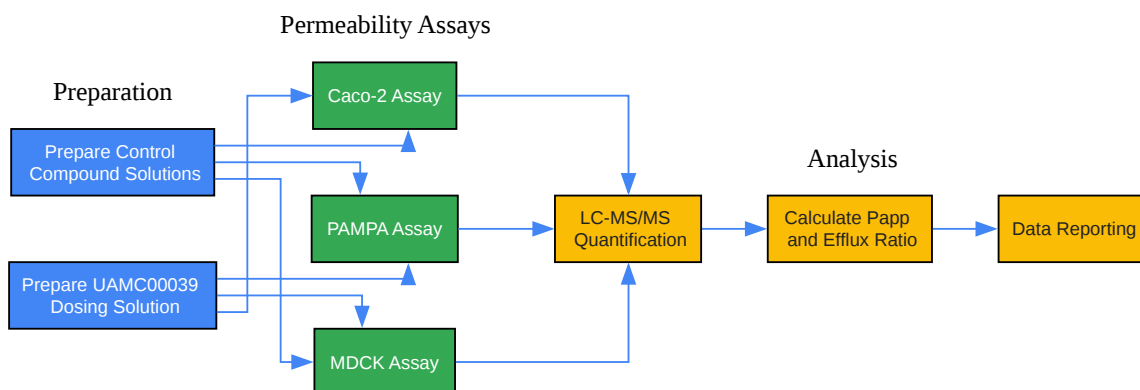 Permeability Assays
Preparation
Analysis
Caco-2 Assay
Prepare Control
Compound Solutions
PAMPA Assay
LC-MS/MS
Quantification
Calculate Papp
and Efflux Ratio
Data Reporting
Prepare UAMC00039
Dosing Solution
MDCK Assay